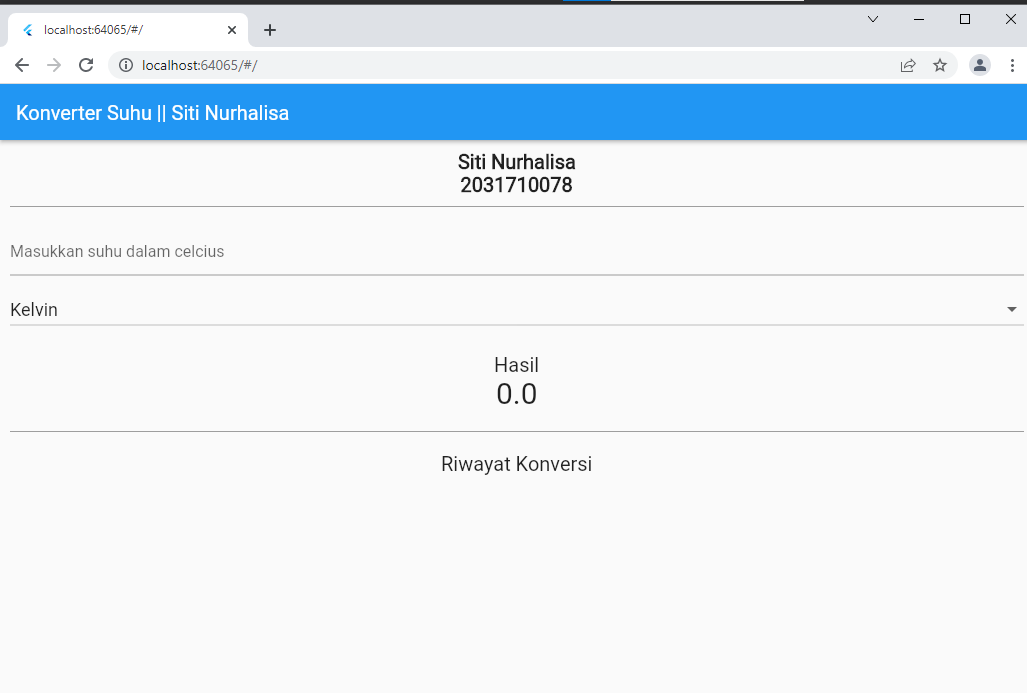 localhost:64065/#/
localhost:64065/#/
Konverter Suhu || Siti Nurhalisa
Siti Nurhalisa
2031710078
Masukkan suhu dalam celcius
Kelvin
Hasil
0.0
Riwayat Konversi